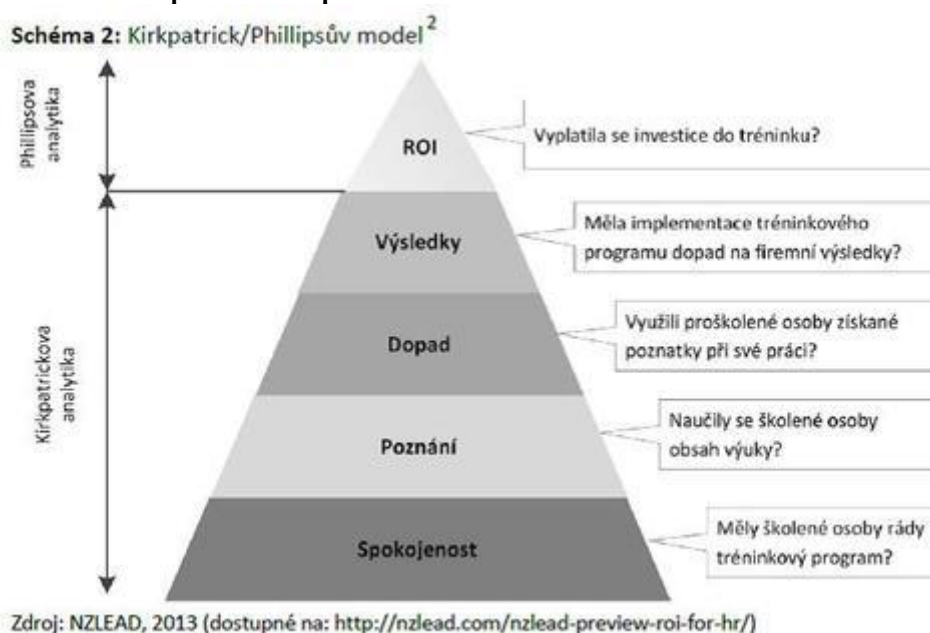 Schéma 2: Kirkpatrick/Phillipsův model²
Phillipsova
analytika
ROI
Vyplatila se investice do tréninku?
Výsledky
Měla implementace tréninkového
programu dopad na firemní výsledky?
Dopad
Využili proškolené osoby získané
poznatky při své práci?
Kirkpatrickova
analytika
Poznání
Naučily se školené osoby
obsah výuky?
Spokojenost
Měly školené osoby rády
tréninkový program?
Zdroj: NZLEAD, 2013 (dostupné na: http://nzlead.com/nzlead-preview-roi-for-hr/)